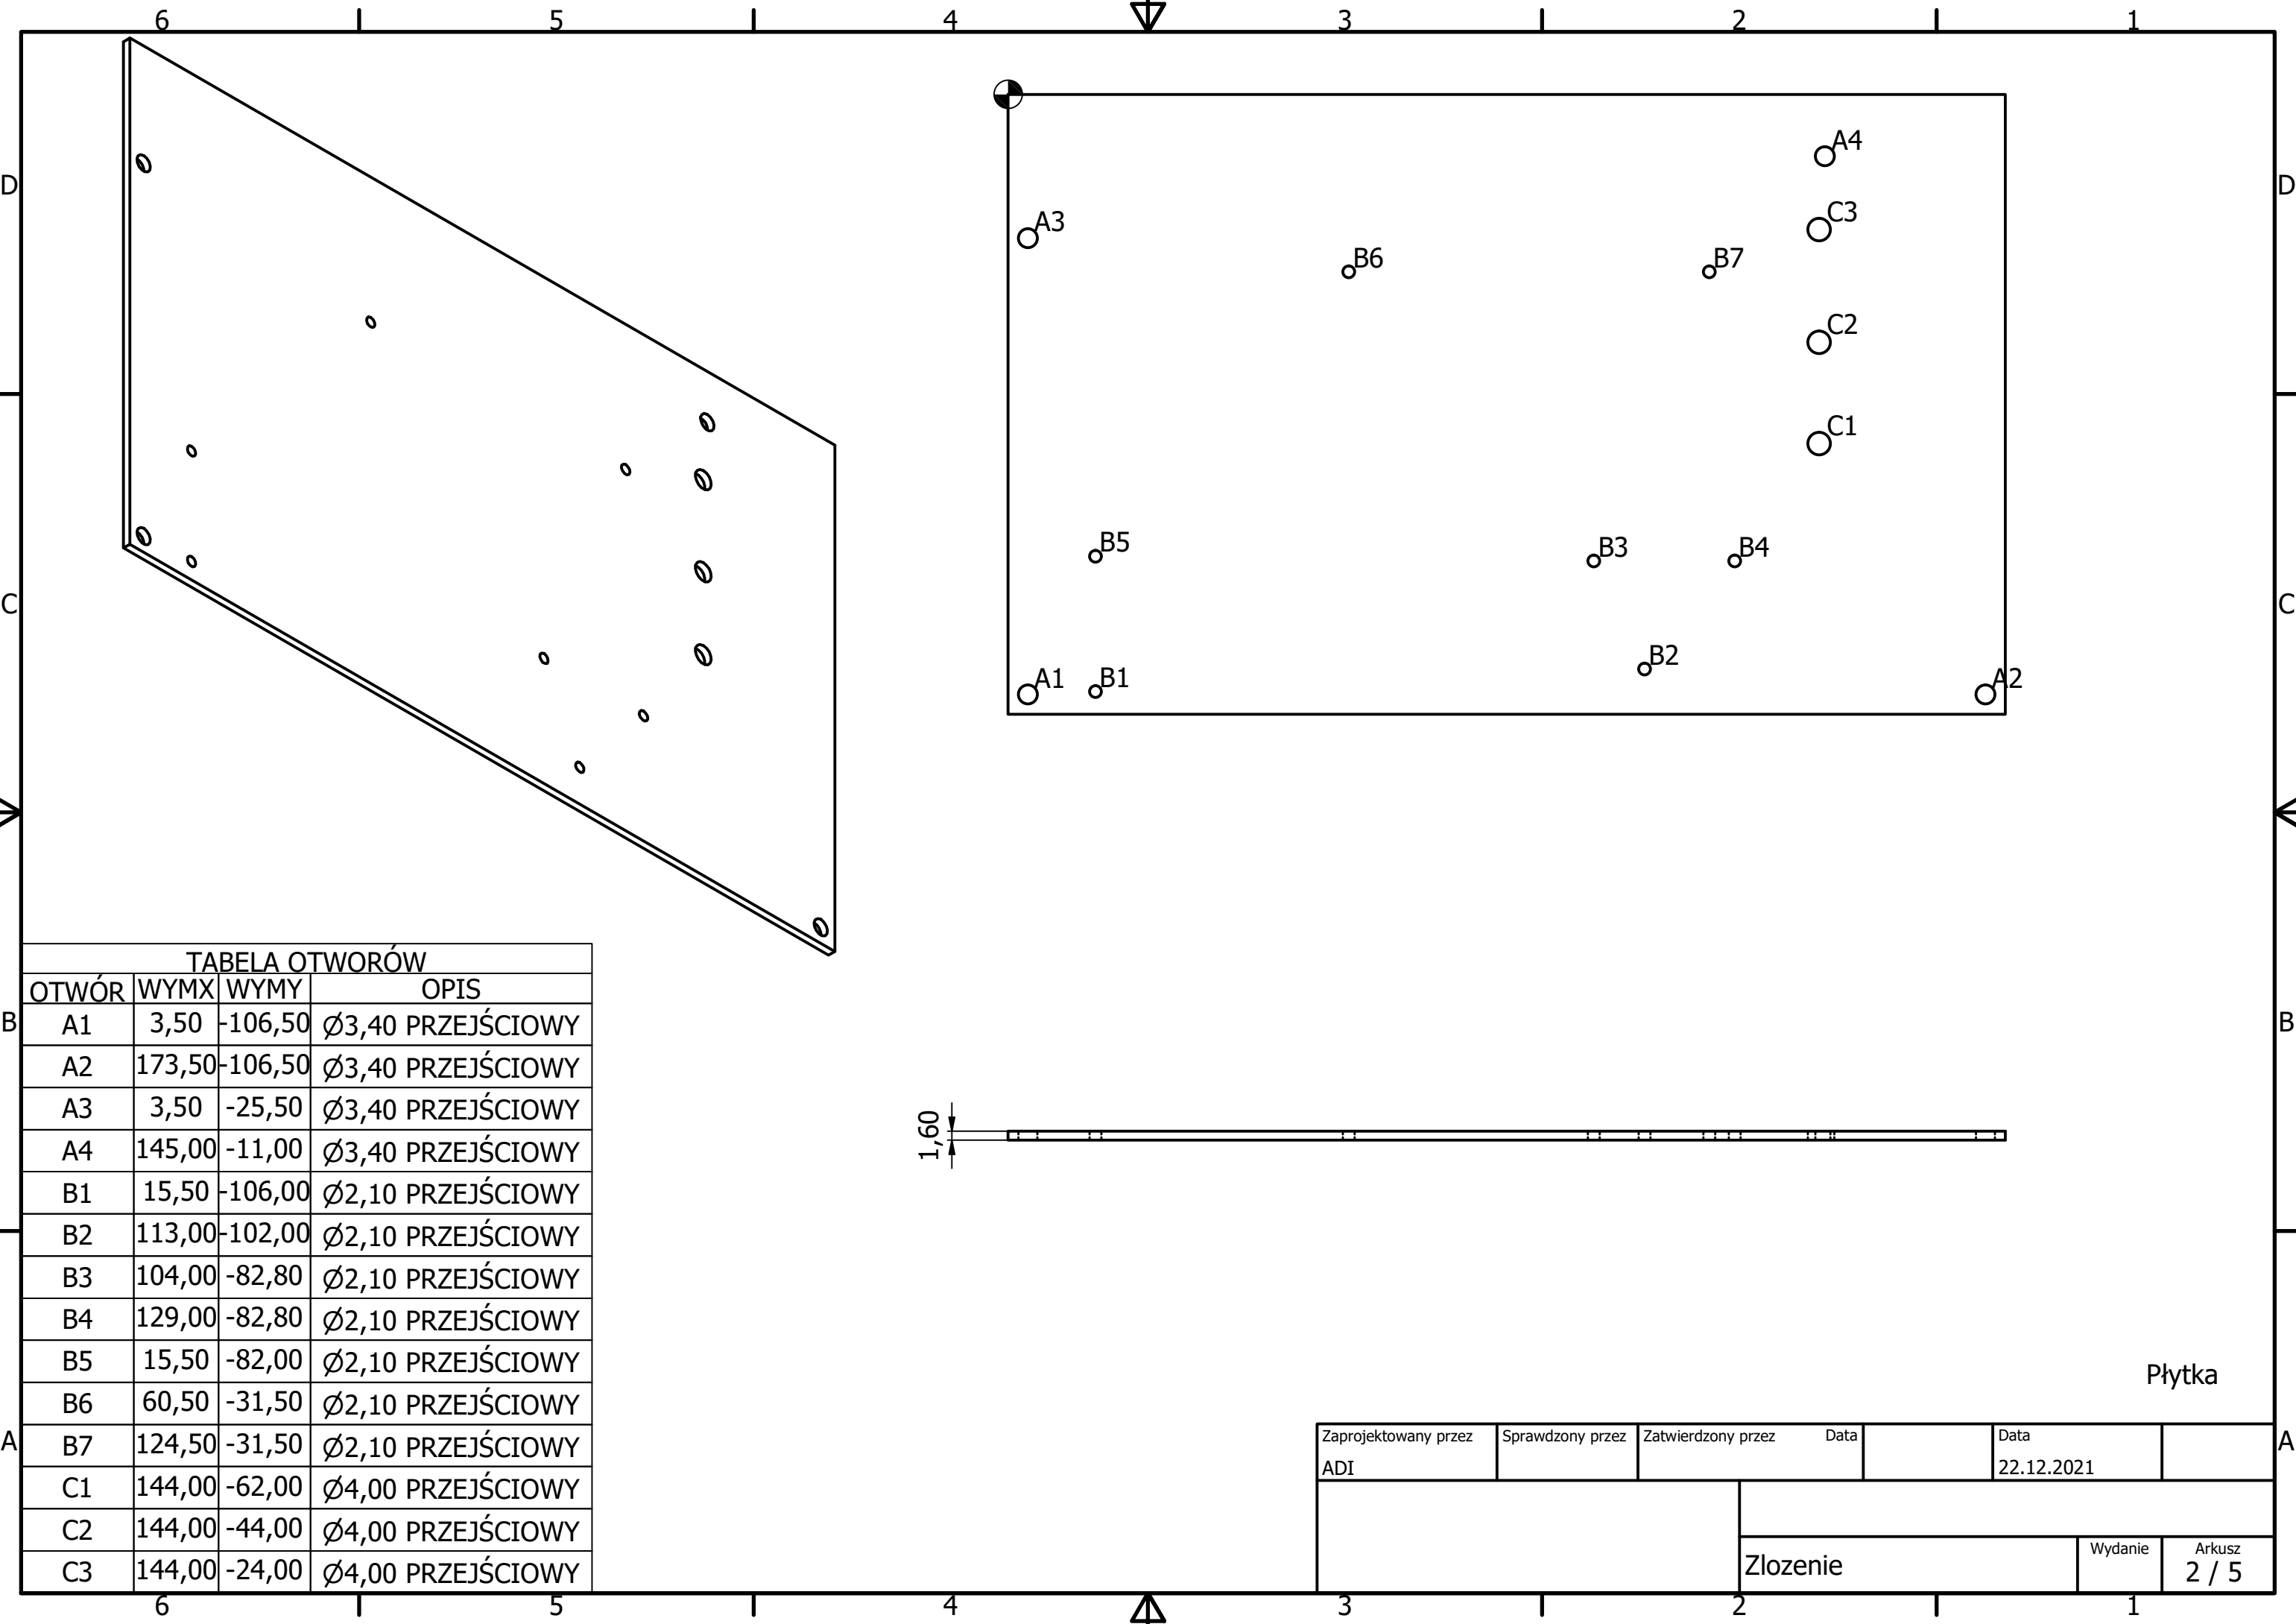 6 5 4 3 2 1
D D
C C
B B
A A
A4
C3
A3
B6 B7
C2
C1
B5 B3 B4
B2
A1 B1 A2
1,60
TABELA OTWORÓW
OTWÓR WYMX WYMY OPIS
A1 3,50 -106,50 Ø3,40 PRZEJŚCIOWY
A2 173,50 -106,50 Ø3,40 PRZEJŚCIOWY
A3 3,50 -25,50 Ø3,40 PRZEJŚCIOWY
A4 145,00 -11,00 Ø3,40 PRZEJŚCIOWY
B1 15,50 -106,00 Ø2,10 PRZEJŚCIOWY
B2 113,00 -102,00 Ø2,10 PRZEJŚCIOWY
B3 104,00 -82,80 Ø2,10 PRZEJŚCIOWY
B4 129,00 -82,80 Ø2,10 PRZEJŚCIOWY
B5 15,50 -82,00 Ø2,10 PRZEJŚCIOWY
B6 60,50 -31,50 Ø2,10 PRZEJŚCIOWY
B7 124,50 -31,50 Ø2,10 PRZEJŚCIOWY
C1 144,00 -62,00 Ø4,00 PRZEJŚCIOWY
C2 144,00 -44,00 Ø4,00 PRZEJŚCIOWY
C3 144,00 -24,00 Ø4,00 PRZEJŚCIOWY
Płytka
Zaprojektowany przez Sprawdzony przez Zatwierdzony przez Data Data
ADI 22.12.2021
Zlozenie
Wydanie Arkusz
2 / 5
6 5 4 3 2 1